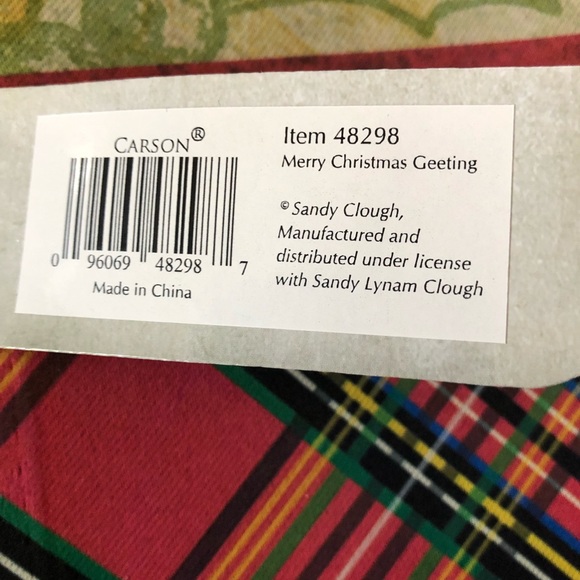 CARSON®
0 96069 48298 7
Made in China
Item 48298
Merry Christmas Geeting
© Sandy Clough,
Manufactured and
distributed under license
with Sandy Lynam Clough